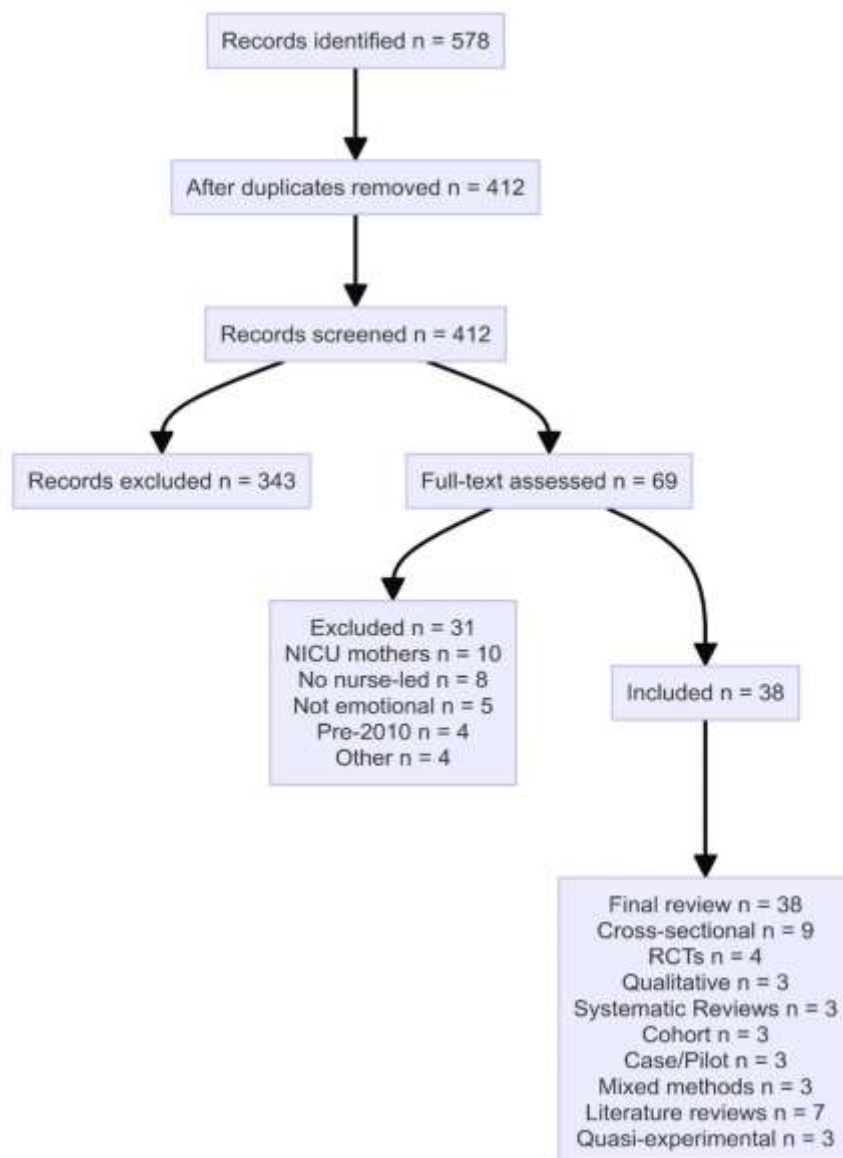 Records identified n = 578
After duplicates removed n = 412
Records screened n = 412
Records excluded n = 343
Full-text assessed n = 69
Excluded n = 31
NICU mothers n = 10
No nurse-led n = 8
Not emotional n = 5
Pre-2010 n = 4
Other n = 4
Included n = 38
Final review n = 38
Cross-sectional n = 9
RCTs n = 4
Qualitative n = 3
Systematic Reviews n = 3
Cohort n = 3
Case/Pilot n = 3
Mixed methods n = 3
Literature reviews n = 7
Quasi-experimental n = 3